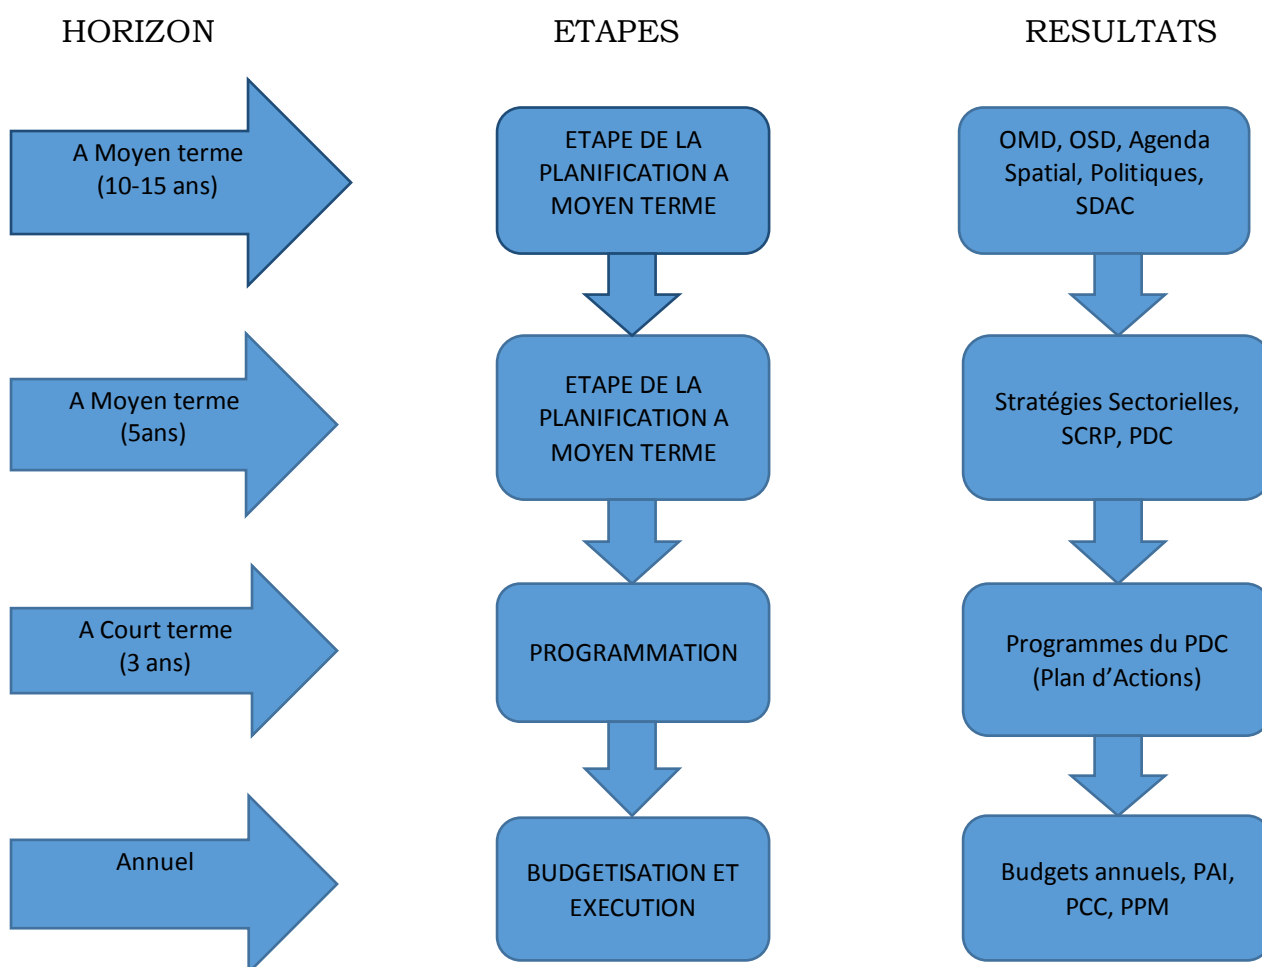 HORIZON
ETAPES
RESULTATS
A Moyen terme
(10-15 ans)
ETAPE DE LA
PLANIFICATION A
MOYEN TERME
OMD, OSD, Agenda
Spatial, Politiques,
SDAC
A Moyen terme
(5ans)
ETAPE DE LA
PLANIFICATION A
MOYEN TERME
Stratégies Sectorielles,
SCRP, PDC
A Court terme
(3 ans)
PROGRAMMATION
Programmes du PDC
(Plan d’Actions)
Annuel
BUDGETISATION ET
EXECUTION
Budgets annuels, PAI,
PCC, PPM